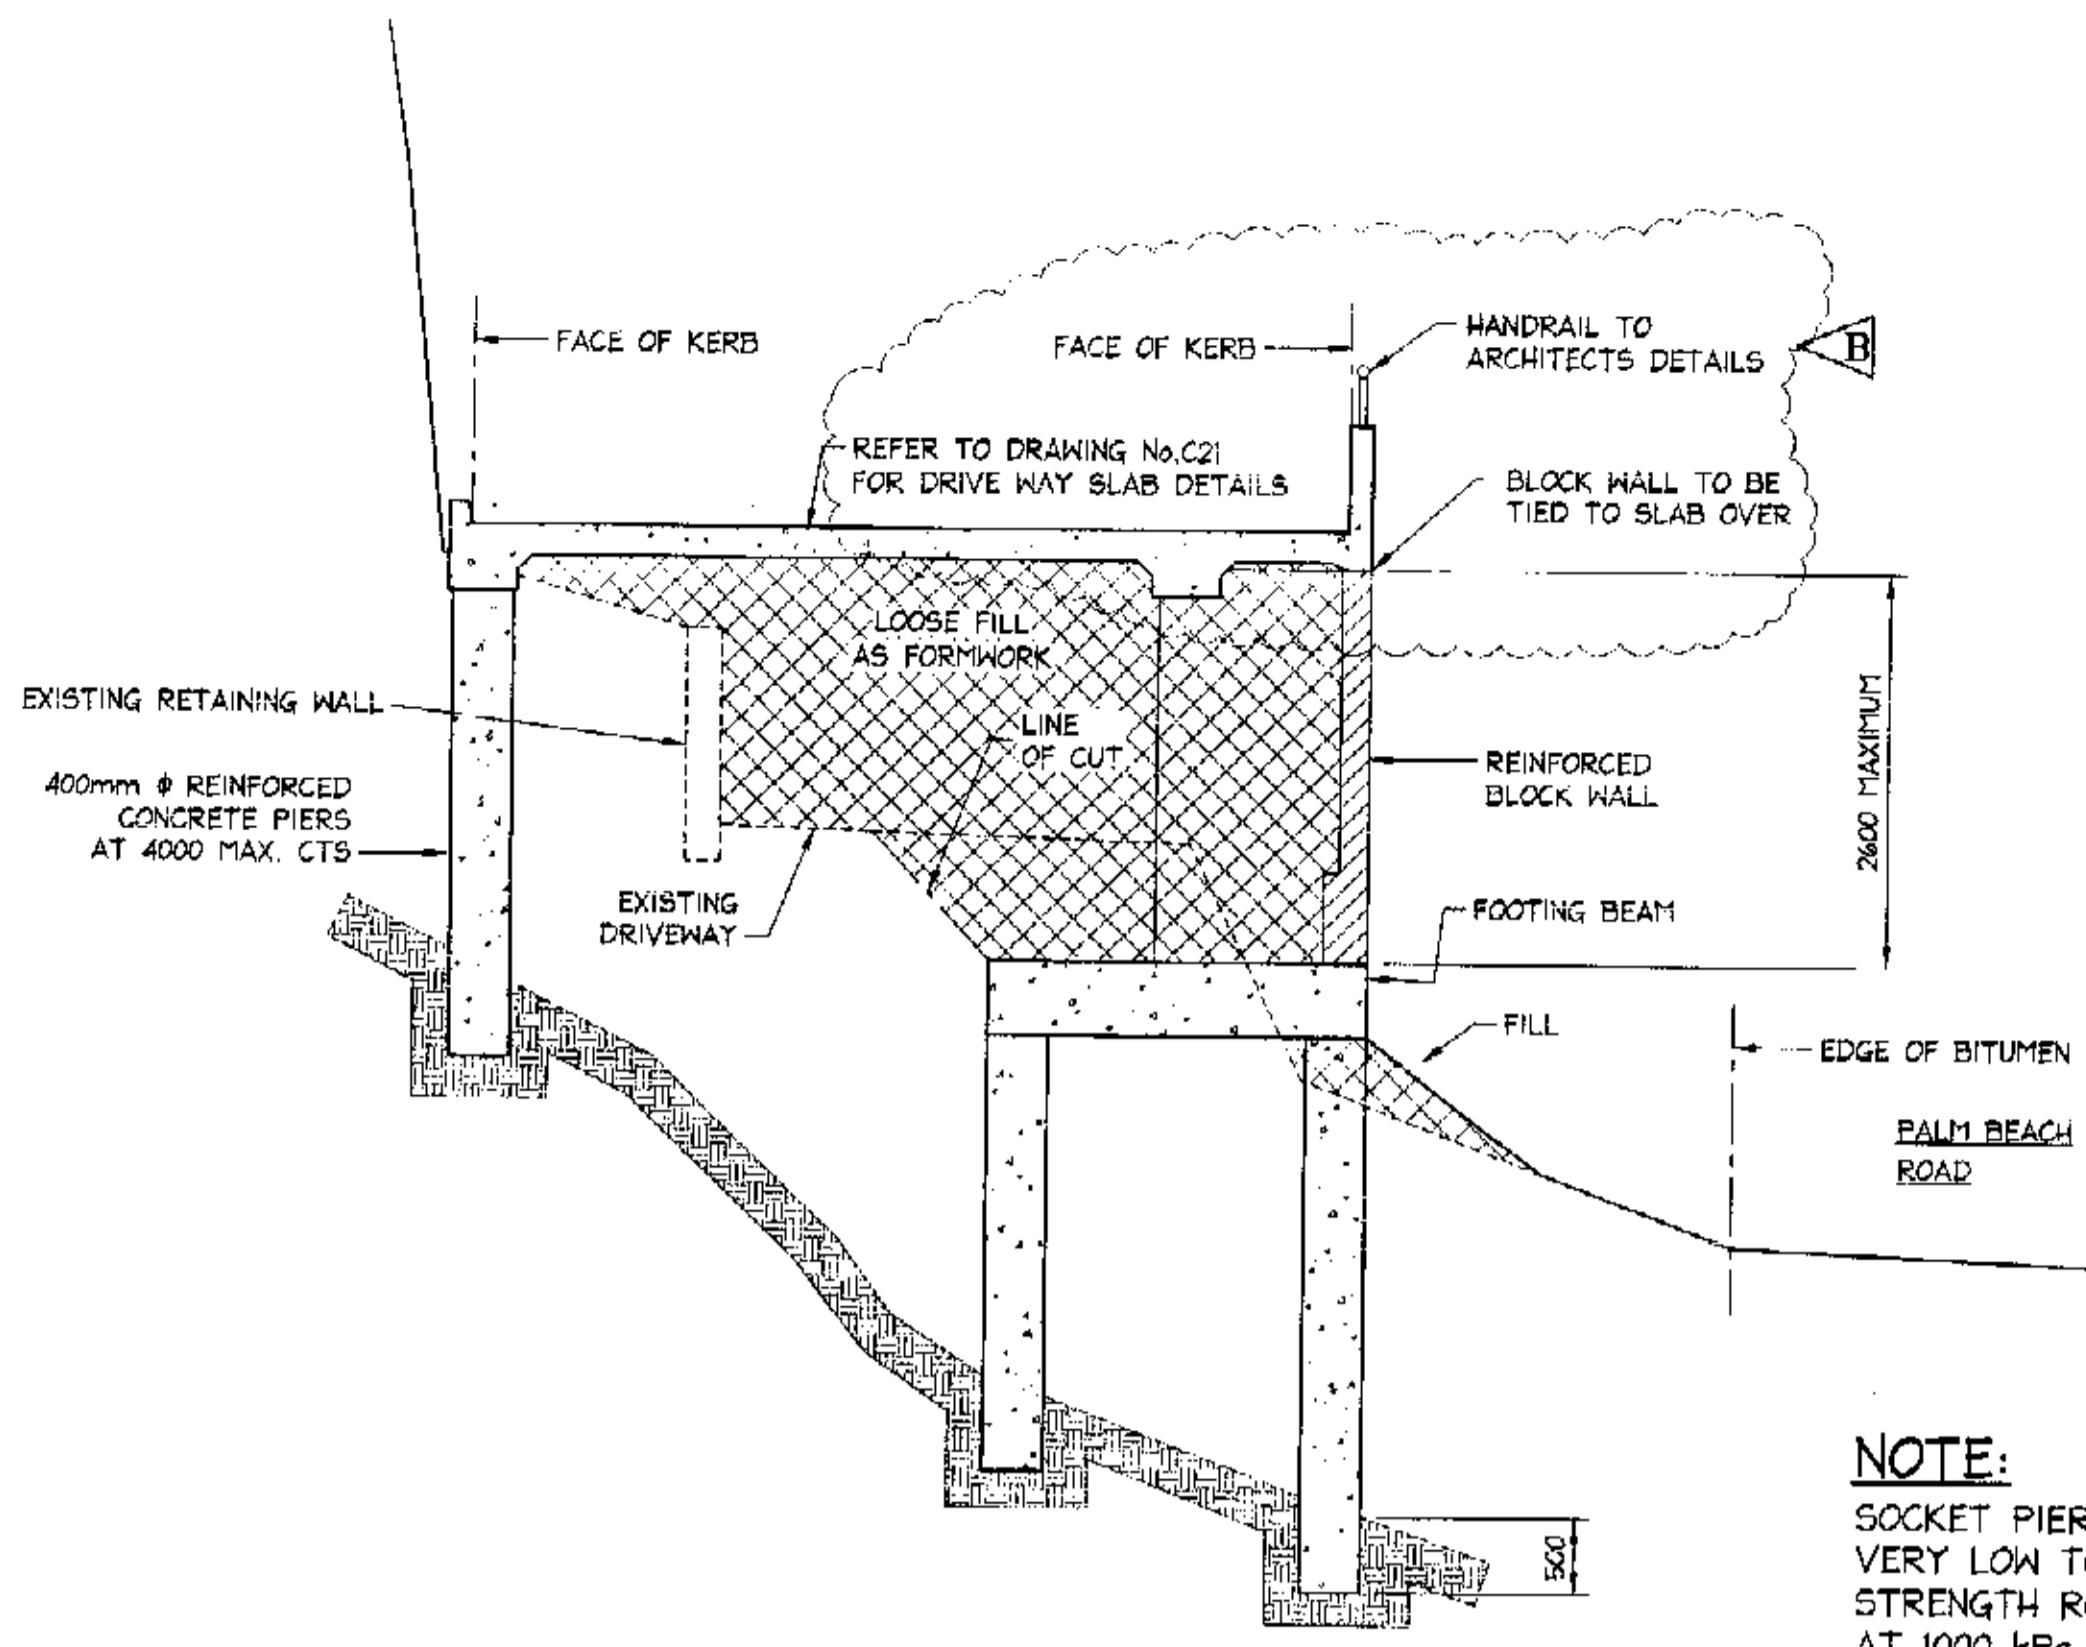 FACE OF KERB
FACE OF KERB
HANDRAIL TO
ARCHITECTS DETAILS
B
REFER TO DRAWING No.C21
FOR DRIVE WAY SLAB DETAILS
BLOCK WALL TO BE
TIED TO SLAB OVER
LOOSE FILL
AS FORMWORK
EXISTING RETAINING WALL
LINE
OF CUT
2600 MAXIMUM
REINFORCED
BLOCK WALL
400mm ϕ REINFORCED
CONCRETE PIERS
AT 4000 MAX. CTS
EXISTING
DRIVEWAY
FOOTING BEAM
FILL
EDGE OF BITUMEN
PALM BEACH
ROAD
NOTE:
SOCKET PIER
VERY LOW
STRENGTH
500
AT 1000